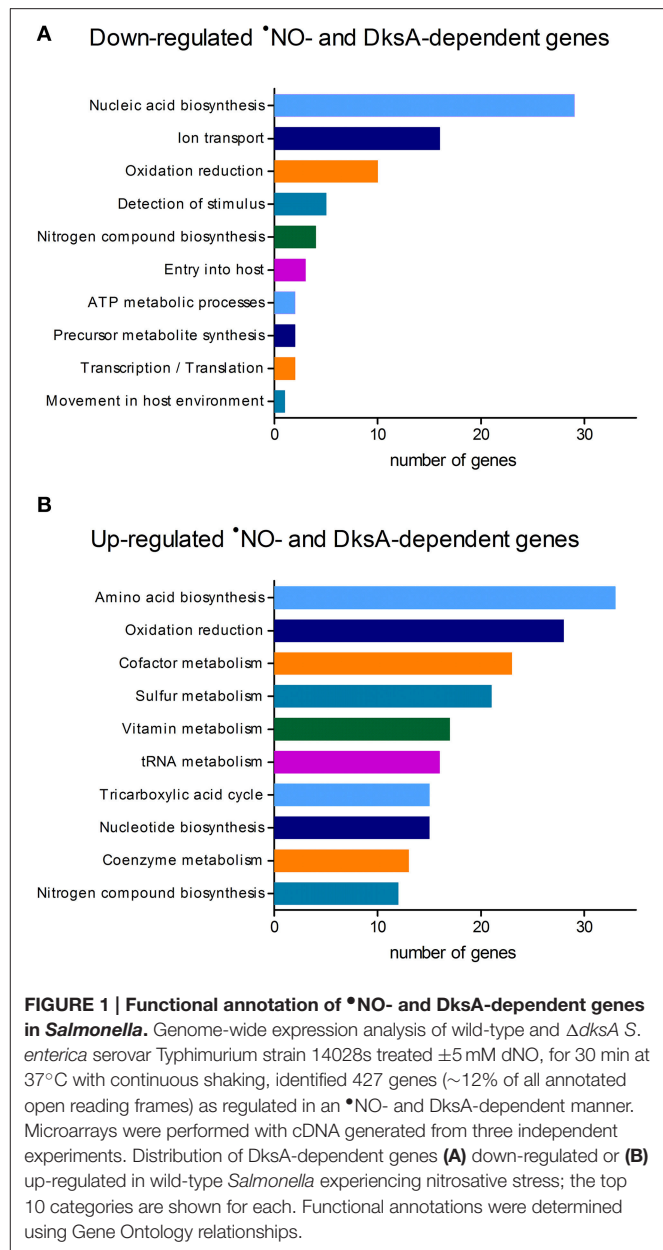 A
Down-regulated •NO- and DksA-dependent genes
Nucleic acid biosynthesis
Ion transport
Oxidation reduction
Detection of stimulus
Nitrogen compound biosynthesis
Entry into host
ATP metabolic processes
Precursor metabolite synthesis
Transcription / Translation
Movement in host environment
0 10 20 30
number of genes
B
Up-regulated •NO- and DksA-dependent genes
Amino acid biosynthesis
Oxidation reduction
Cofactor metabolism
Sulfur metabolism
Vitamin metabolism
tRNA metabolism
Tricarboxylic acid cycle
Nucleotide biosynthesis
Coenzyme metabolism
Nitrogen compound biosynthesis
0 10 20 30
number of genes
FIGURE 1 | Functional annotation of •NO- and DksA-dependent genes
in Salmonella. Genome-wide expression analysis of wild-type and ΔdksA S.
enterica serovar Typhimurium strain 14028s treated ±5 mM dNO, for 30 min at
37°C with continuous shaking, identified 427 genes (~12% of all annotated
open reading frames) as regulated in an •NO- and DksA-dependent manner.
Microarrays were performed with cDNA generated from three independent
experiments. Distribution of DksA-dependent genes (A) down-regulated or (B)
up-regulated in wild-type Salmonella experiencing nitrosative stress; the top
10 categories are shown for each. Functional annotations were determined
using Gene Ontology relationships.